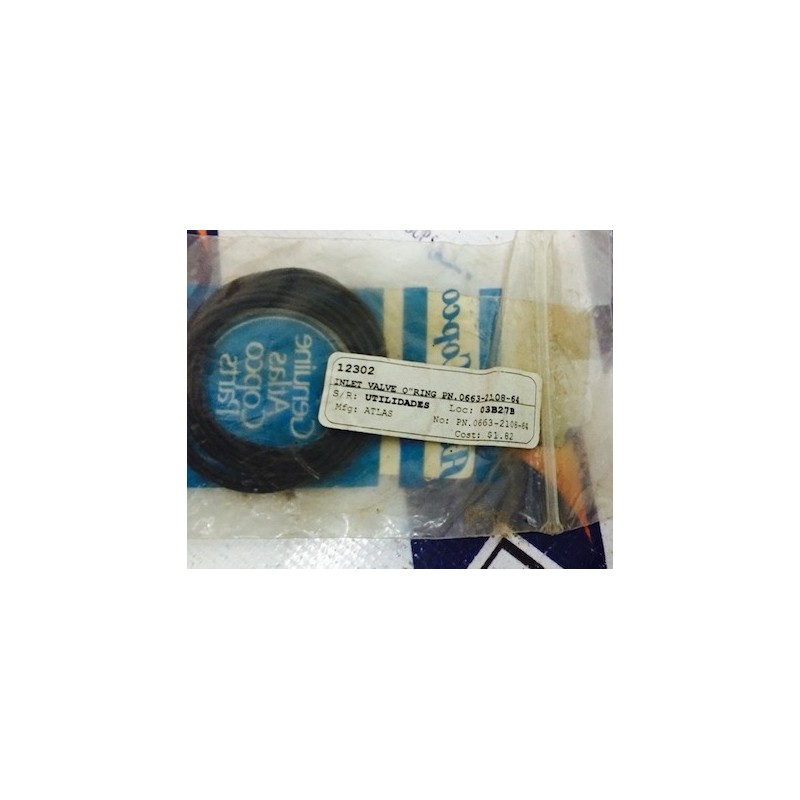 12302
INLET VALVE O"RING PN.0663-2108-64
S/R: UTILIDADES Loc: 03B27B
Mfg: ATLAS No: PN.0663-2108-64
Cost: 91.82
Genuine
Atlas
Copco
Parts
Copco